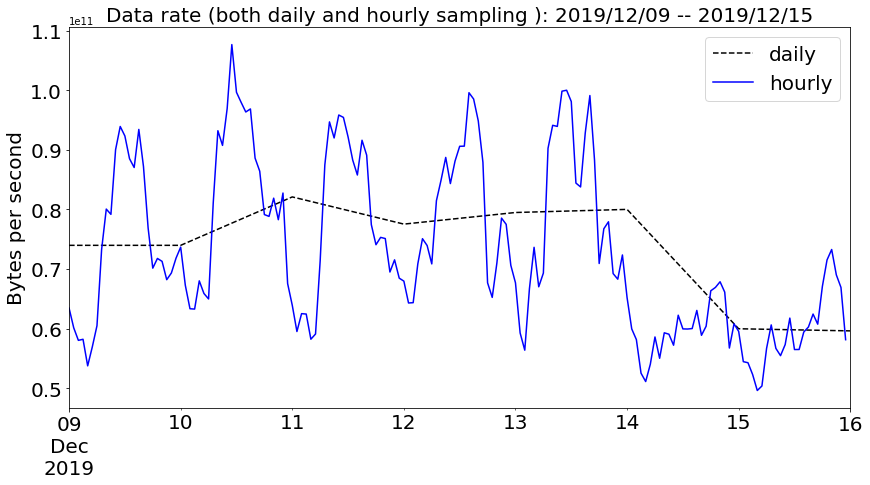 Data rate (both daily and hourly sampling ): 2019/12/09 -- 2019/12/15
1e11
1.1
1.0
0.9
0.8
0.7
0.6
0.5
Bytes per second
daily
hourly
09 10 11 12 13 14 15 16
Dec
2019